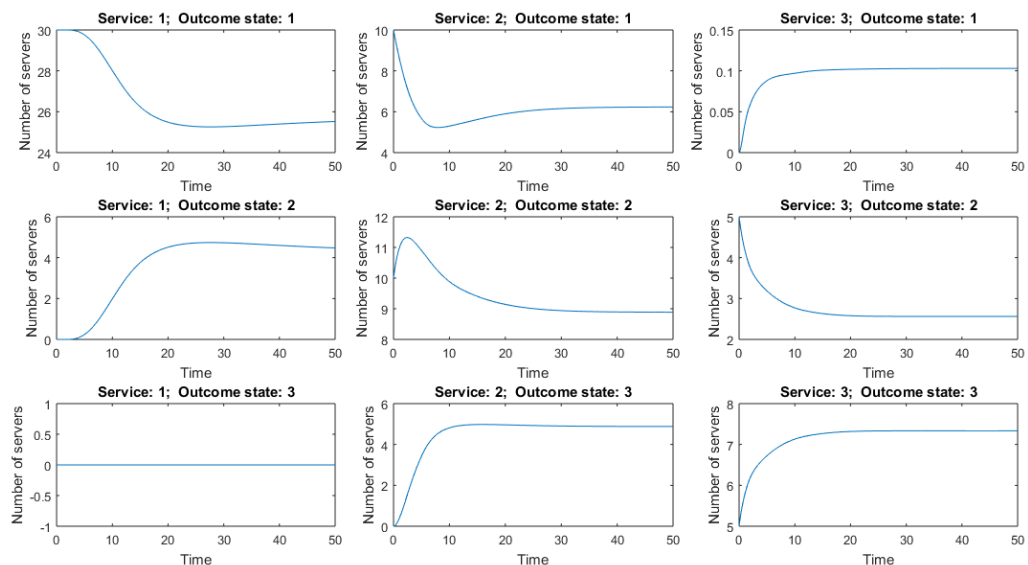 Service: 1;  Outcome state: 1
Number of servers
30
28
26
24
0 10 20 30 40 50
Time
Service: 2;  Outcome state: 1
Number of servers
10
8
6
4
0 10 20 30 40 50
Time
Service: 3;  Outcome state: 1
Number of servers
0.15
0.1
0.05
0
0 10 20 30 40 50
Time
Service: 1;  Outcome state: 2
Number of servers
6
4
2
0
0 10 20 30 40 50
Time
Service: 2;  Outcome state: 2
Number of servers
12
11
10
9
8
0 10 20 30 40 50
Time
Service: 3;  Outcome state: 2
Number of servers
5
4
3
2
0 10 20 30 40 50
Time
Service: 1;  Outcome state: 3
Number of servers
1
0.5
0
-0.5
-1
0 10 20 30 40 50
Time
Service: 2;  Outcome state: 3
Number of servers
6
4
2
0
0 10 20 30 40 50
Time
Service: 3;  Outcome state: 3
Number of servers
8
7
6
5
0 10 20 30 40 50
Time